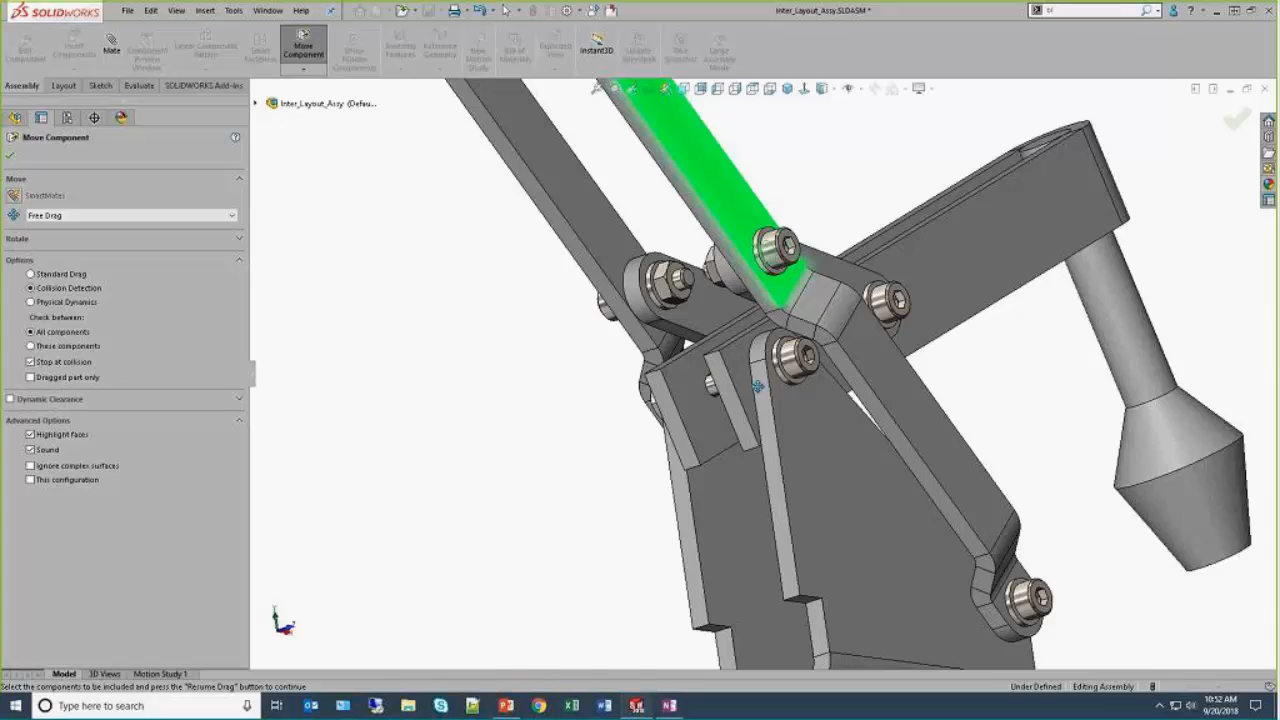 SOLIDWORKS
File Edit View Insert Tools Window Help
Inter_Layout_Assy.SLDASM *
Mate
Move Component
Instant3D
Assembly Layout Sketch Evaluate SOLIDWORKS Add-Ins
Inter_Layout_Assy (Defau...
Move Component
Move
SmartMates
Free Drag
Rotate
Options
Standard Drag
Collision Detection
Physical Dynamics
Check between:
All components
These components
Stop at collision
Dragged part only
Dynamic Clearance
Advanced Options
Highlight faces
Sound
Ignore complex surfaces
This configuration
Model 3D Views Motion Study 1
Select the components to be included and press the "Resume Drag" button to continue
Under Defined Editing Assembly
Type here to search
10:52 AM
9/20/2018